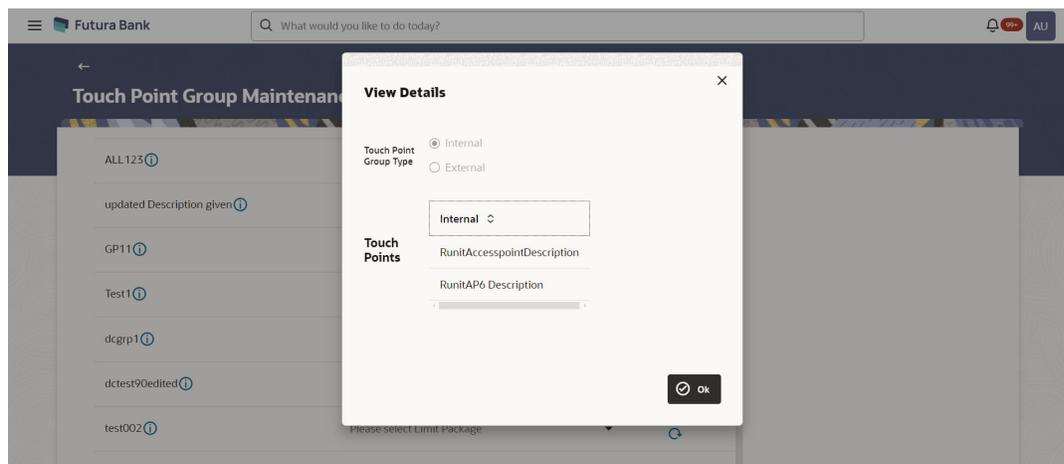 Futura Bank
What would you like to do today?
99+
AU
Touch Point Group Maintenan
View Details
Touch Point
Group Type
Internal
External
Touch
Points
Internal
RunitAccesspointDescription
RunitAP6 Description
Ok
ALL123
updated Description given
GP11
Test1
dcgrp1
dctest90edited
test002
Please select Limit Package